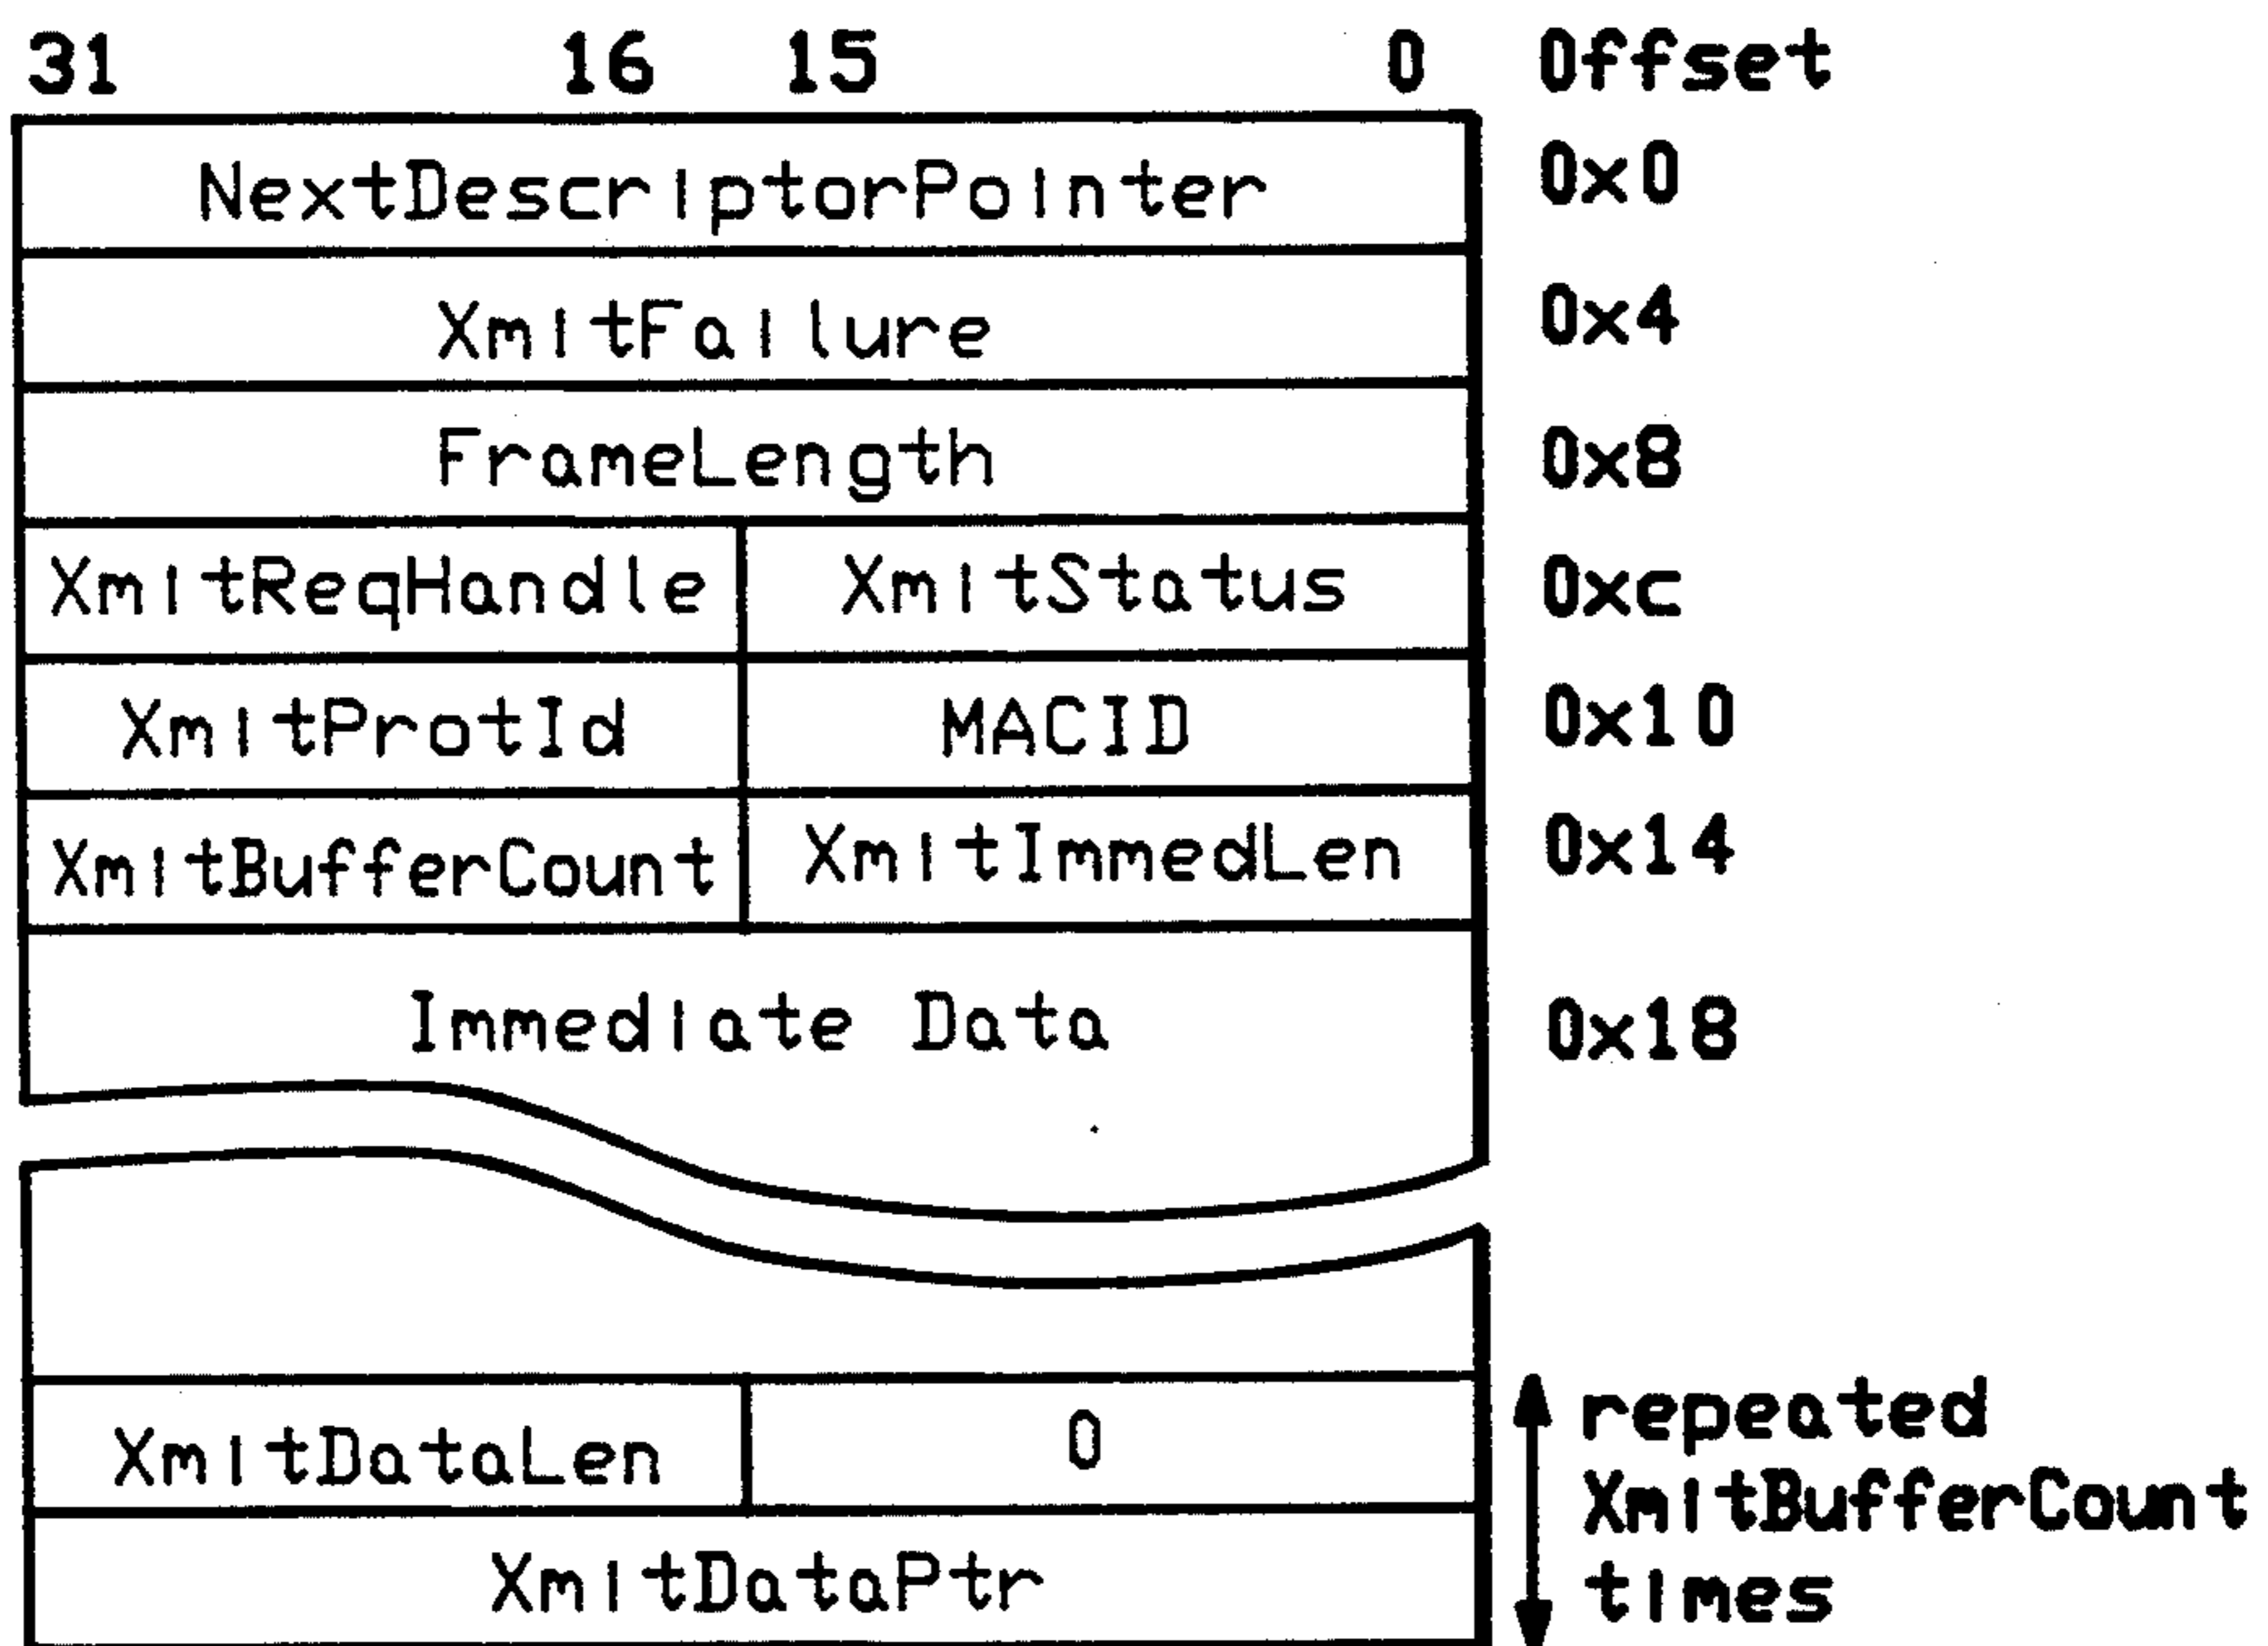 31 16 15 0 Offset
NextDescriptorPointer 0x0
XmitFailure 0x4
FrameLength 0x8
XmitReqHandle XmitStatus 0xc
XmitProtId MACID 0x10
XmitBufferCount XmitImmedLen 0x14
Immediate Data 0x18
XmitDataLen 0
XmitDataPtr
repeated
XmitBufferCount
times